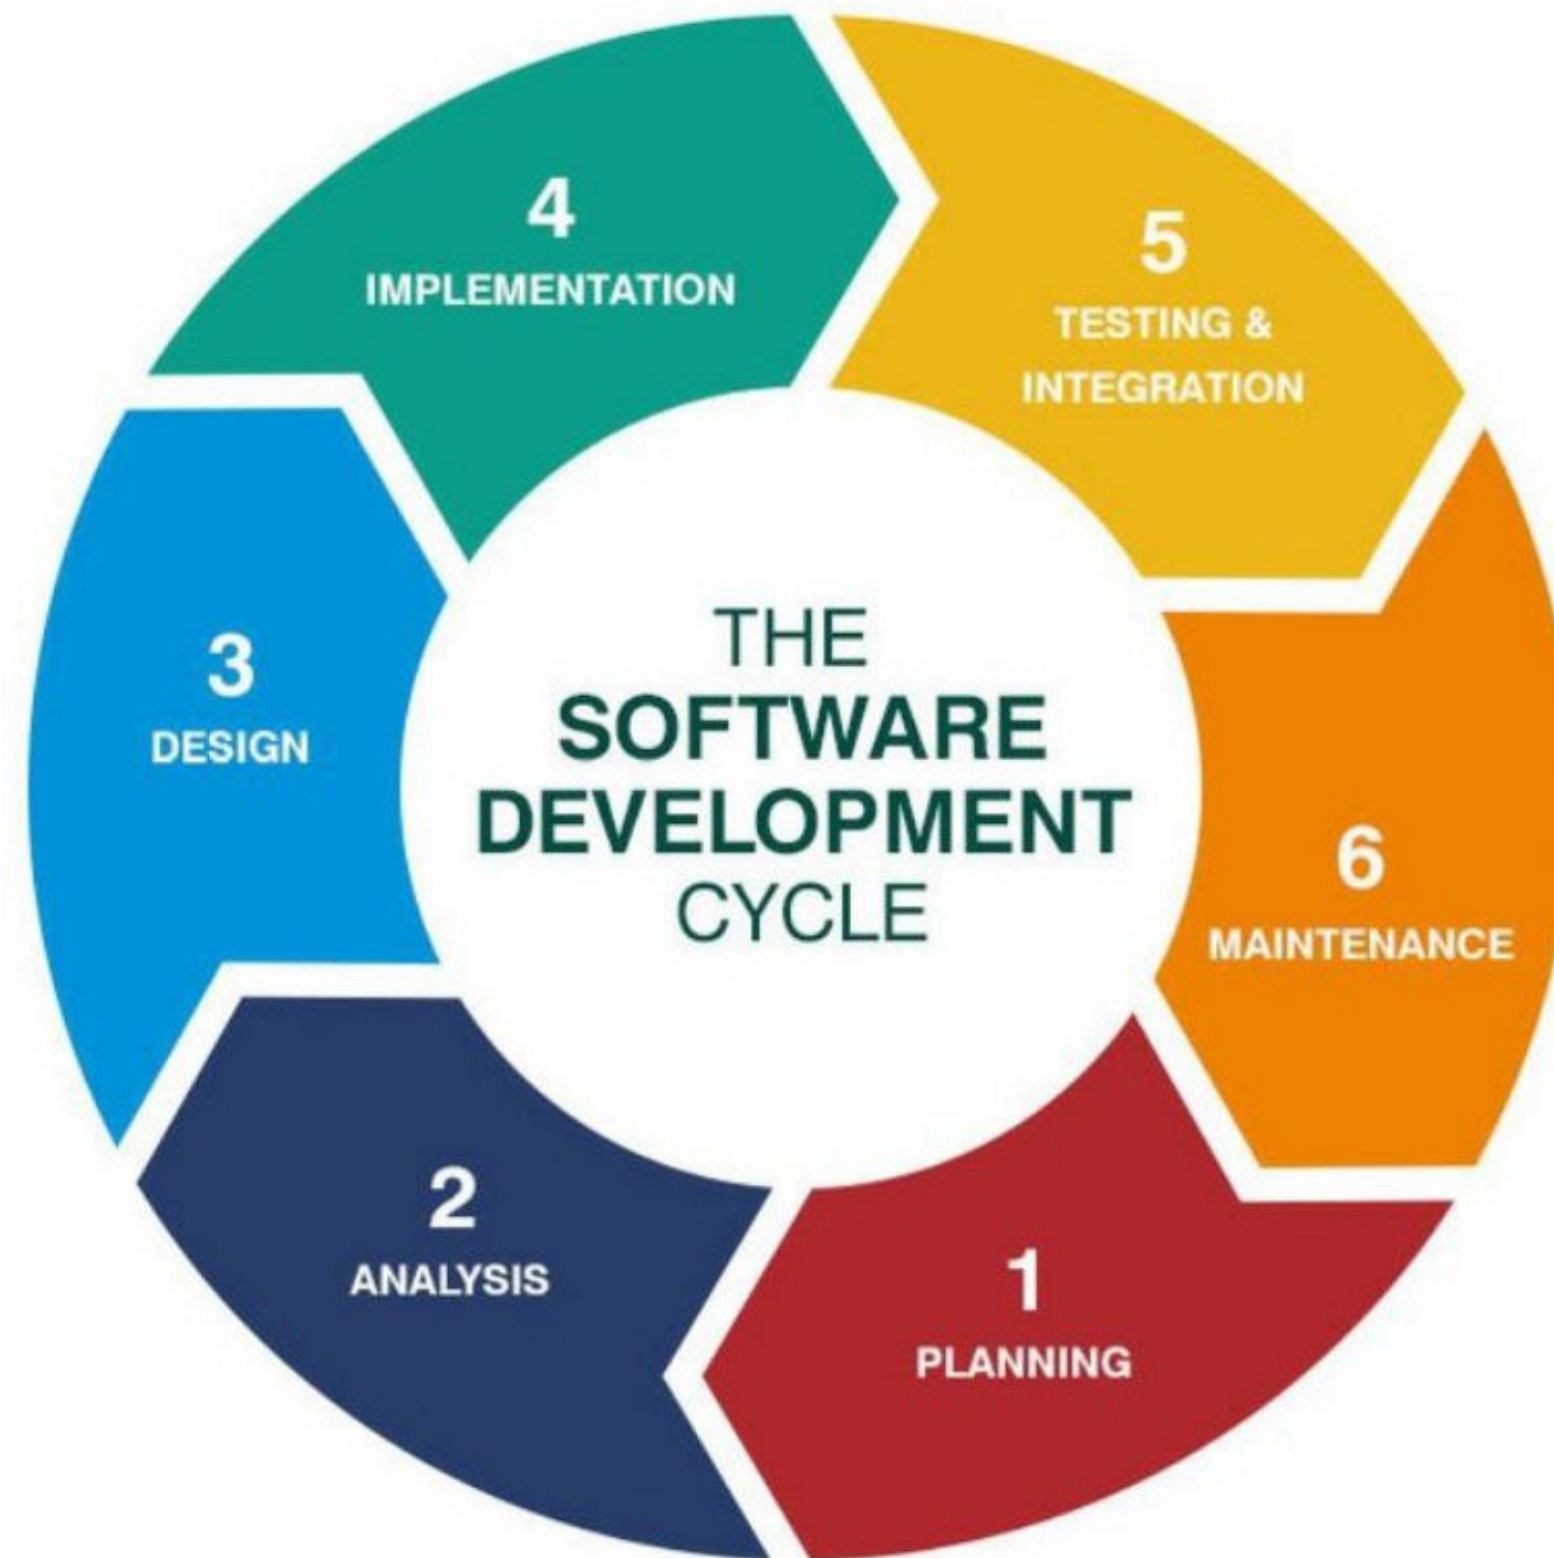 THE
SOFTWARE
DEVELOPMENT
CYCLE
1
PLANNING
2
ANALYSIS
3
DESIGN
4
IMPLEMENTATION
5
TESTING &
INTEGRATION
6
MAINTENANCE